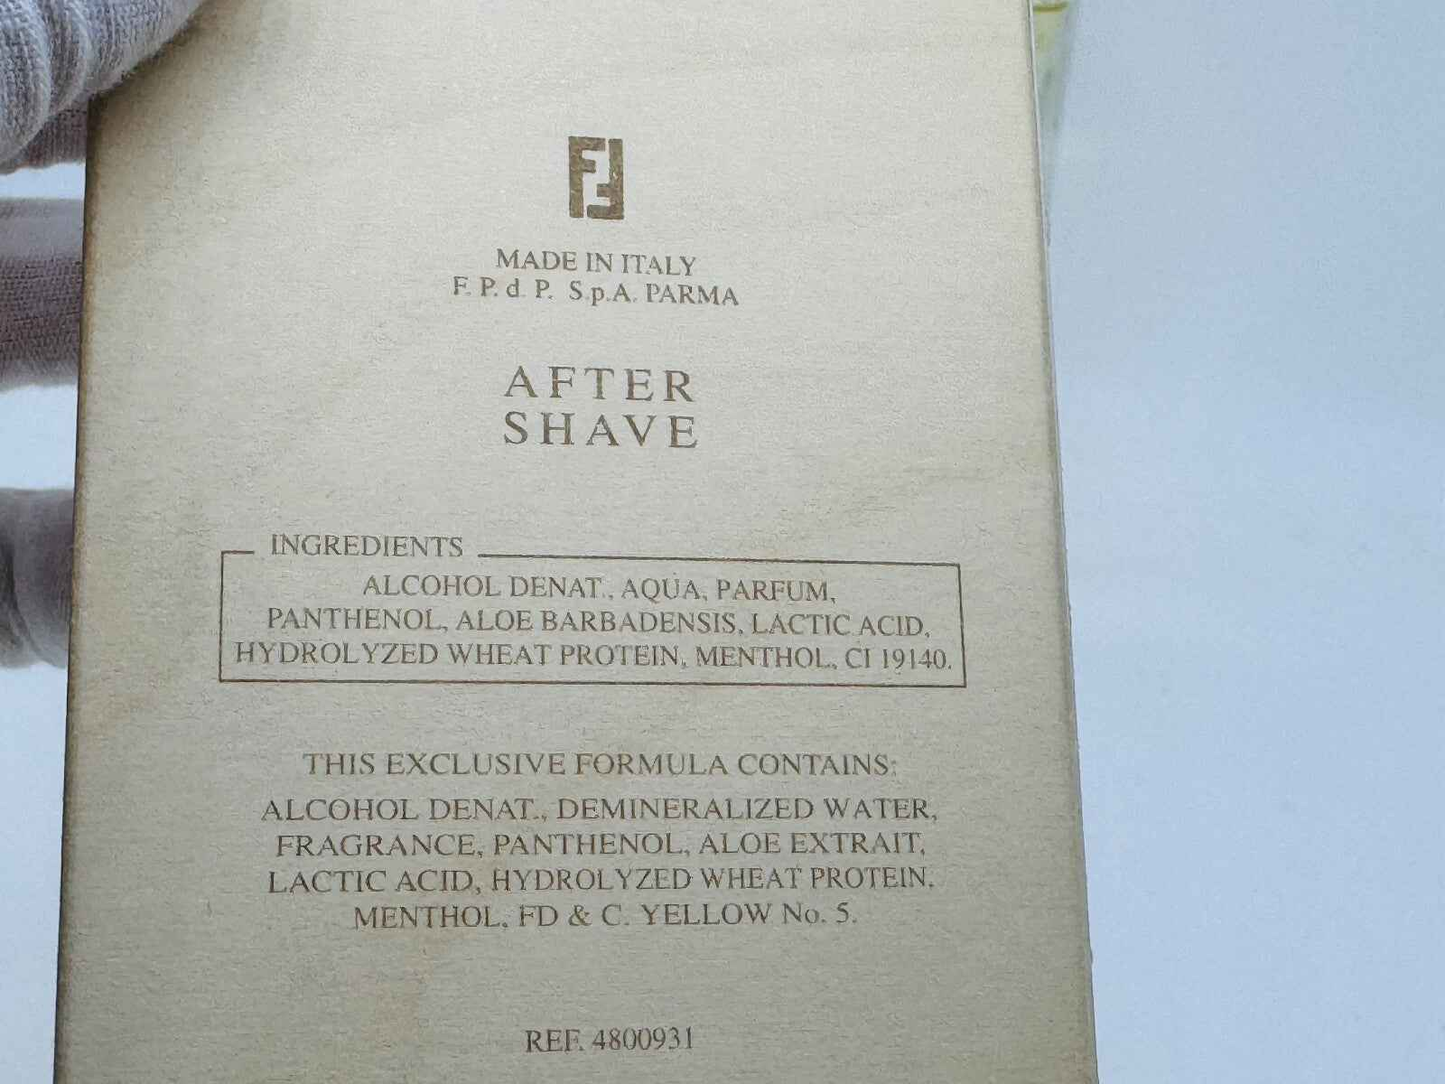 MADE IN ITALY
F. P. d. P. S.p.A. PARMA
AFTER
SHAVE
INGREDIENTS
ALCOHOL DENAT., AQUA, PARFUM,
PANTHENOL, ALOE BARBADENSIS, LACTIC ACID,
HYDROLYZED WHEAT PROTEIN, MENTHOL, CI 19140.
THIS EXCLUSIVE FORMULA CONTAINS:
ALCOHOL DENAT., DEMINERALIZED WATER,
FRAGRANCE, PANTHENOL, ALOE EXTRAIT,
LACTIC ACID, HYDROLYZED WHEAT PROTEIN,
MENTHOL, FD & C. YELLOW No. 5.
REF. 4800931